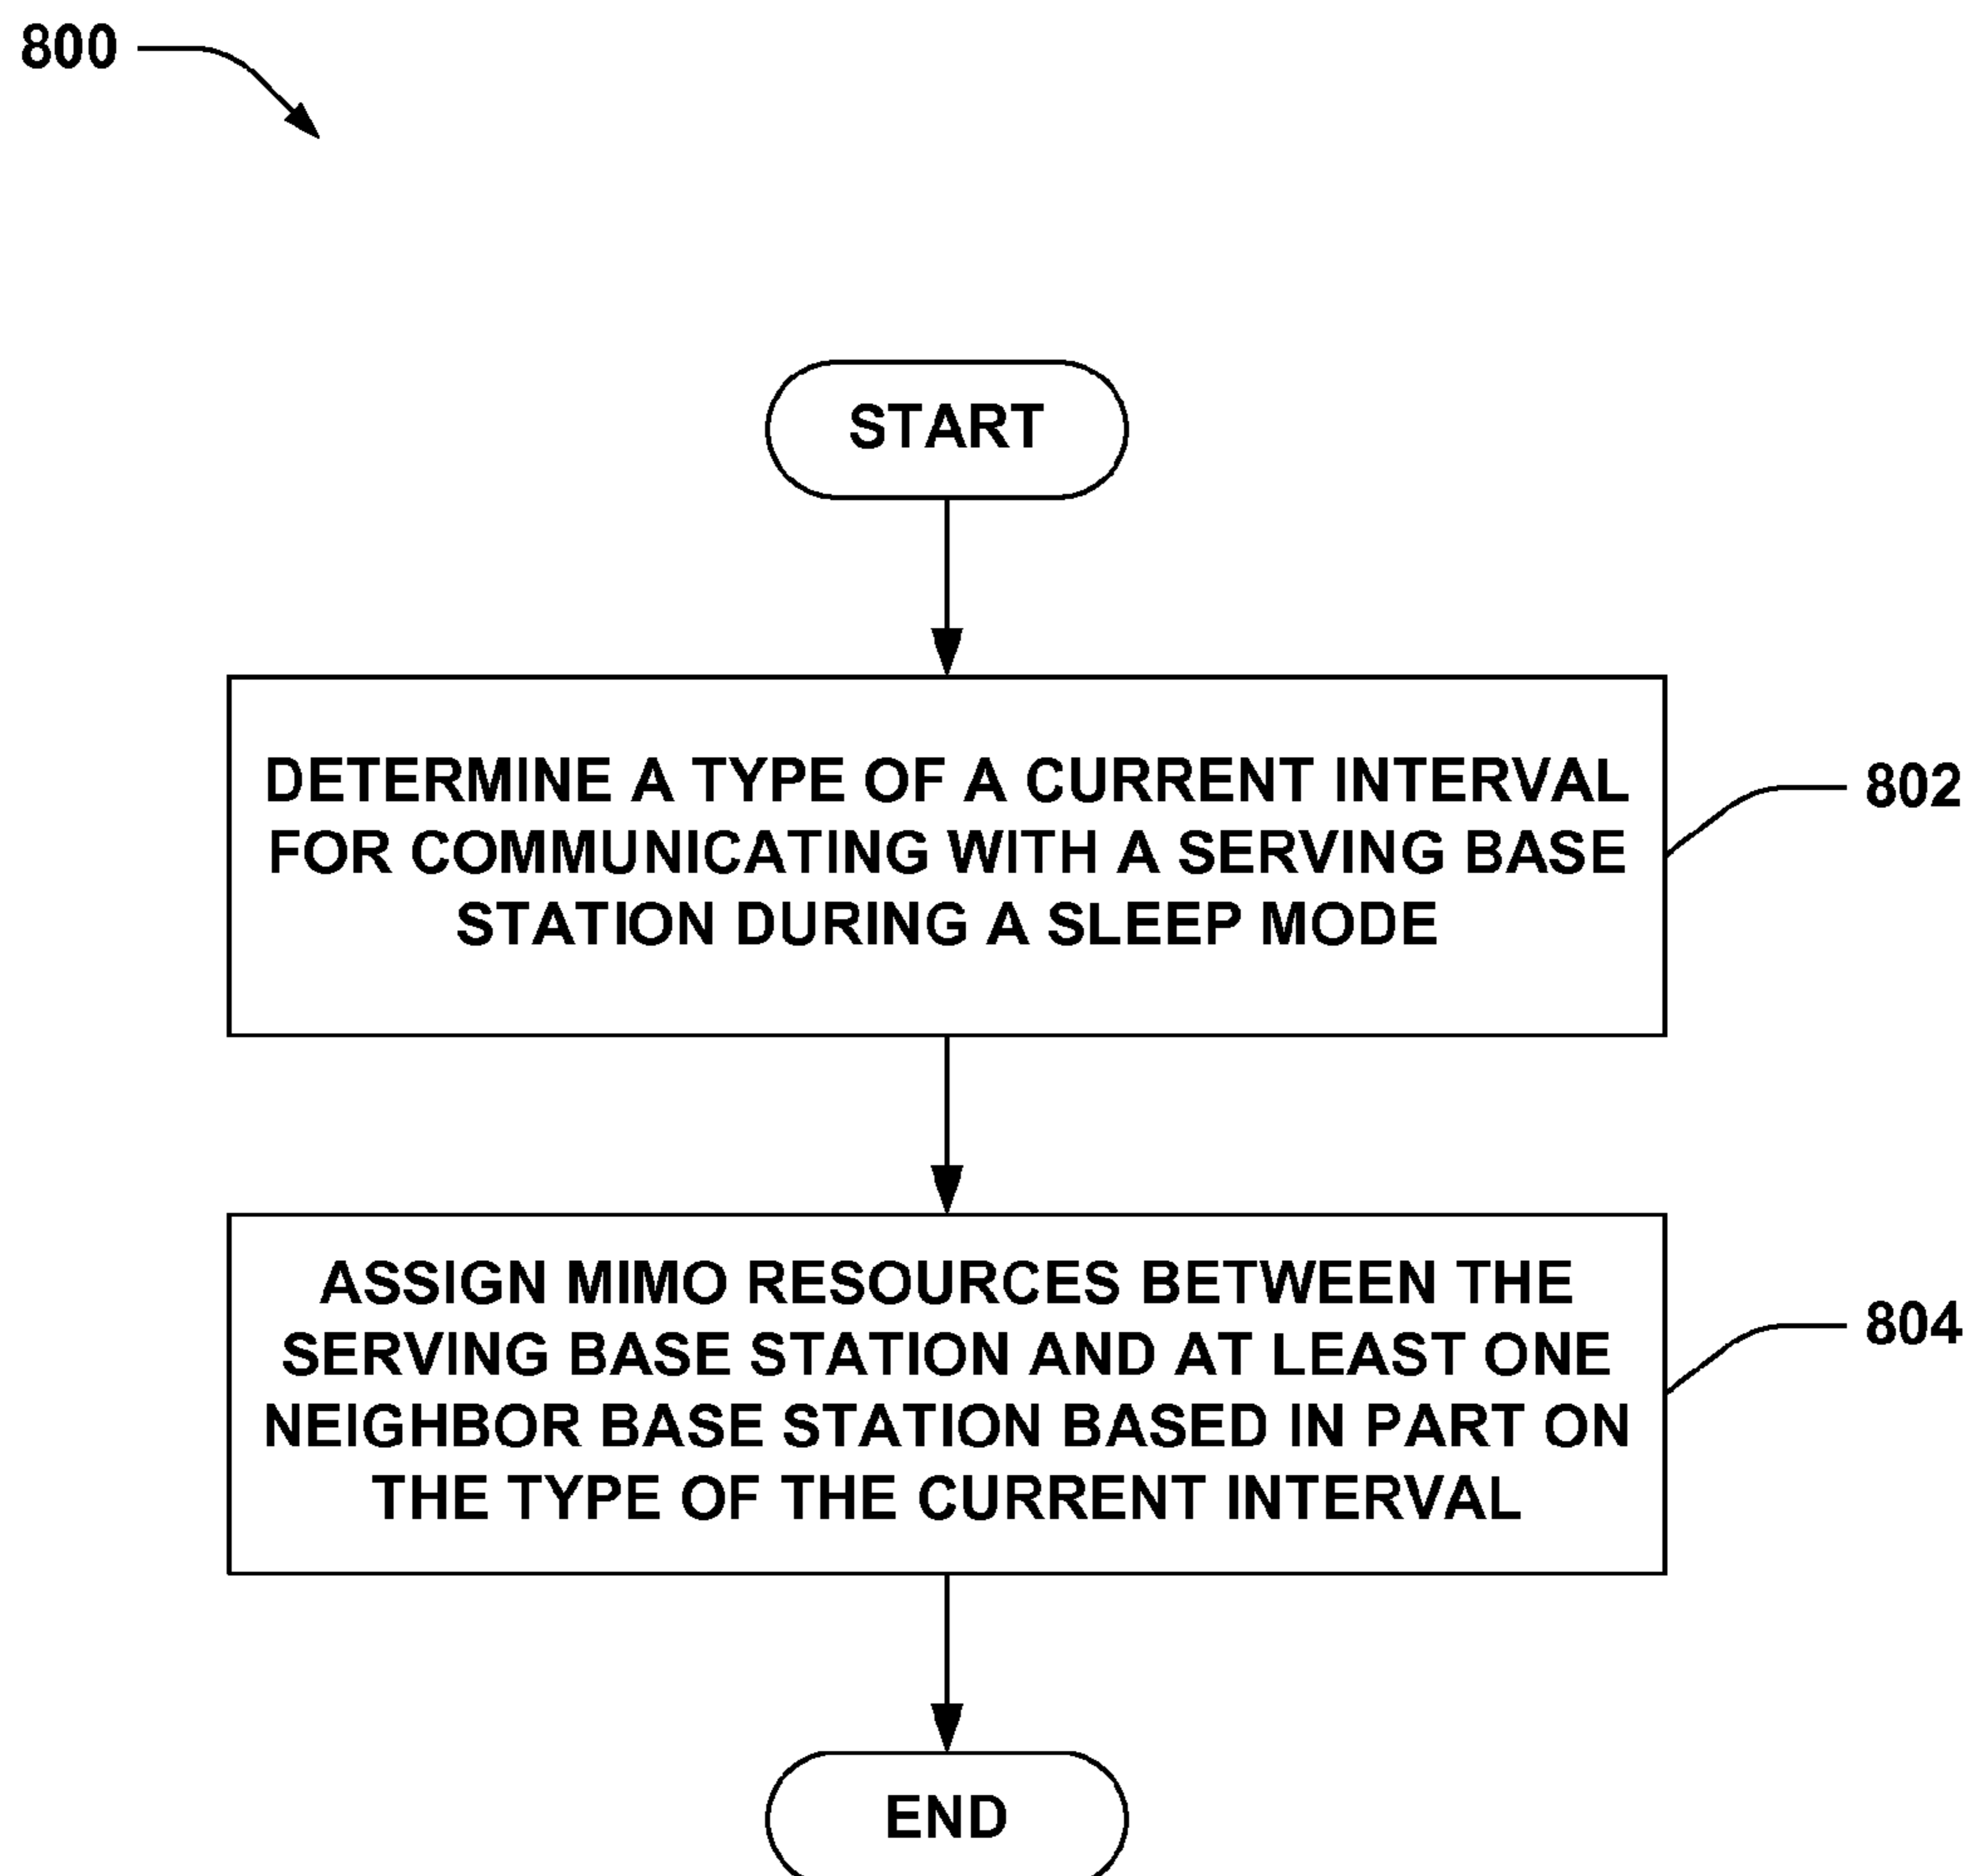 800
START
DETERMINE A TYPE OF A CURRENT INTERVAL
FOR COMMUNICATING WITH A SERVING BASE
STATION DURING A SLEEP MODE
802
ASSIGN MIMO RESOURCES BETWEEN THE
SERVING BASE STATION AND AT LEAST ONE
NEIGHBOR BASE STATION BASED IN PART ON
THE TYPE OF THE CURRENT INTERVAL
804
END